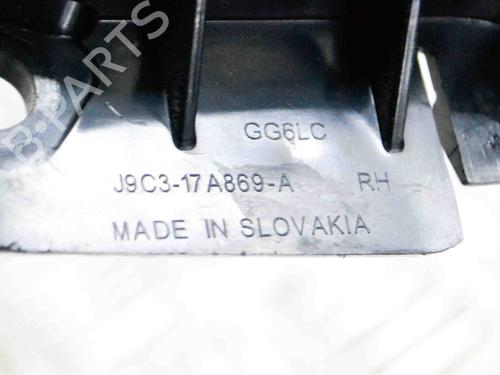 B-PARTS
GG6LC
J9C3-17A869-A RH
MADE IN SLOVAKIA